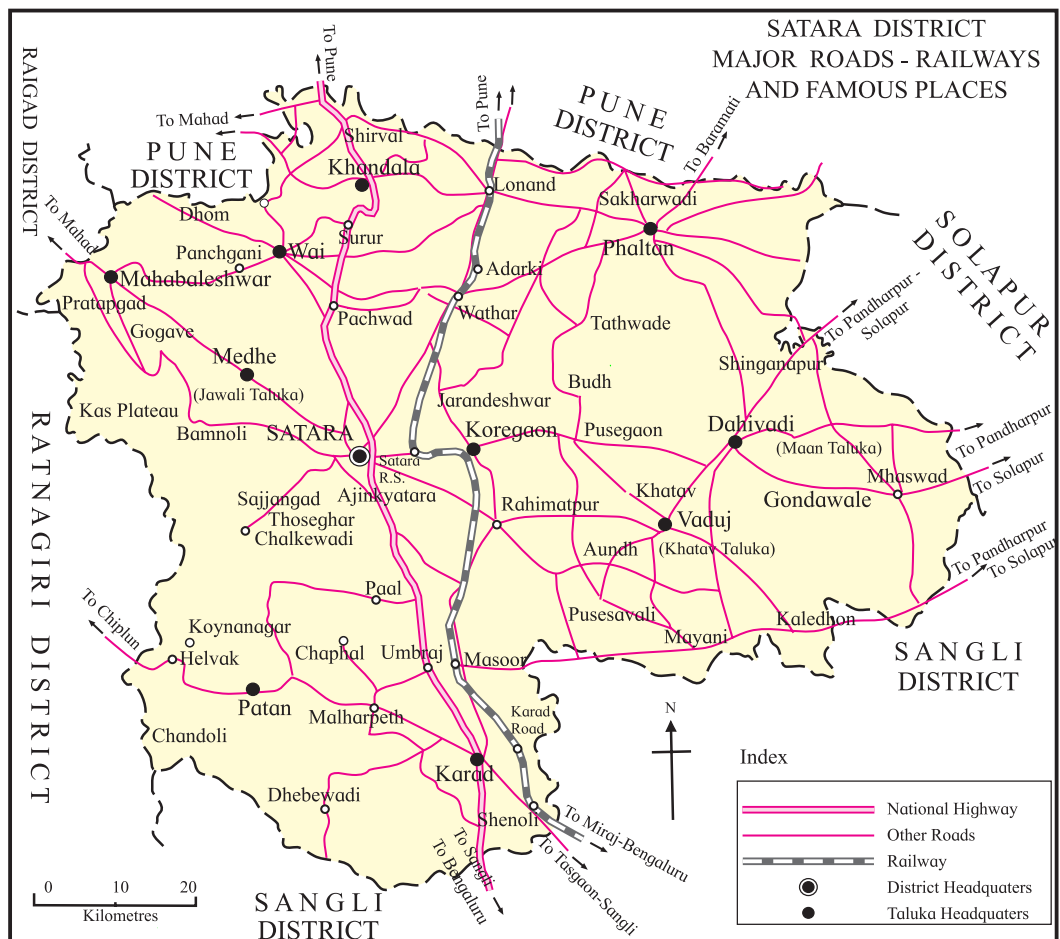 SATARA DISTRICT
MAJOR ROADS - RAILWAYS
AND FAMOUS PLACES
RAIGAD DISTRICT
To Pune
To Pune
To Mahad
PUNE
DISTRICT
PUNE
DISTRICT
To Baramati
Shirval
Khandala
Lonand
Sakharwadi
To Mahad
Dhom
Surur
Phaltan
Panchgani
Wai
Adarki
SOLAPUR
DISTRICT
Mahabaleshwar
Pratapgad
Pachwad
Wathar
To Pandharpur -
Solapur
Gogave
Tathwade
Medhe
(Jawali Taluka)
Shinganapur
Budh
Kas Plateau
Jarandeshwar
Bamnoli
SATARA
Koregaon
Pusegaon
Dahivadi
(Maan Taluka)
To Pandharpur
Satara
R.S.
Ajinkyatara
Mhaswad
To Solapur
Sajjangad
Thoseghar
Chalkewadi
Rahimatpur
Khatav
Gondawale
Vaduj
(Khatav Taluka)
Aundh
To Pandharpur
To Solapur
RATNAGIRI DISTRICT
To Chiplun
Paal
Pusesavali
Kaledhon
Koynanagar
Mayani
Helvak
Chaphal
Umbraj
Masoor
SANGLI
DISTRICT
Patan
Malharpeth
Karad
Road
N
Chandoli
Karad
Index
Dhebewadi
Shenoli
National Highway
Other Roads
Railway
District Headquaters
Taluka Headquaters
To Miraj-Bengaluru
To Tasgaon-Sangli
To Sangli
To Bengaluru
0 10 20
Kilometres
SANGLI
DISTRICT